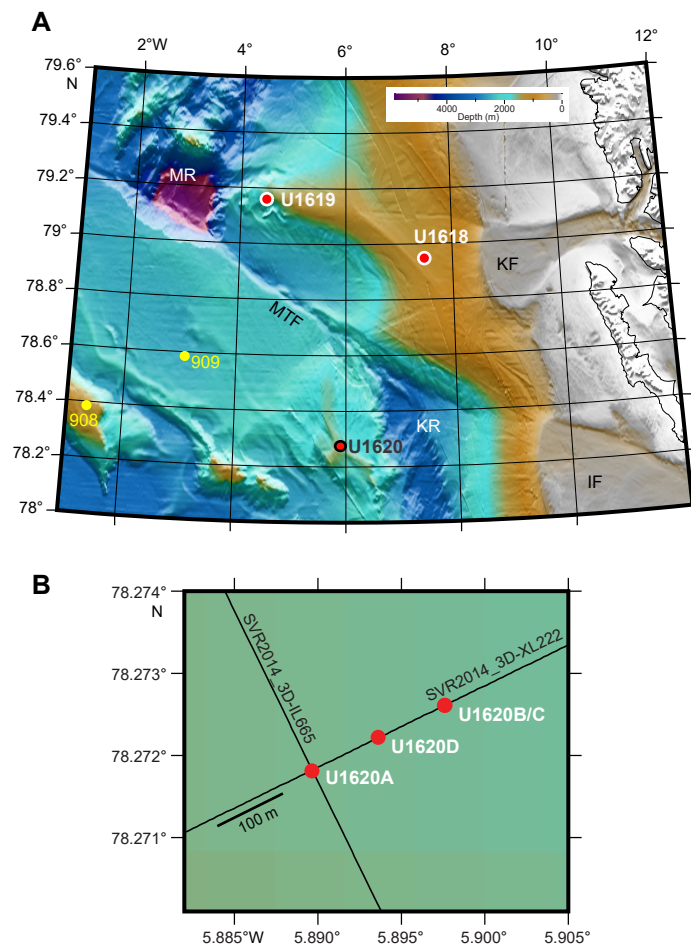 A
2°W 4° 6° 8° 10° 12°
79.6°
N
79.4°
79.2°
79°
78.8°
78.6°
78.4°
78.2°
78°
4000 2000 0
Depth (m)
MR
U1619
U1618
KF
MTF
909
908
KR
U1620
IF
B
78.274°
N
78.273°
78.272°
78.271°
SVR2014_3D-IL665
SVR2014_3D-XL222
U1620B/C
U1620D
U1620A
100 m
5.885°W 5.890° 5.895° 5.900° 5.905°